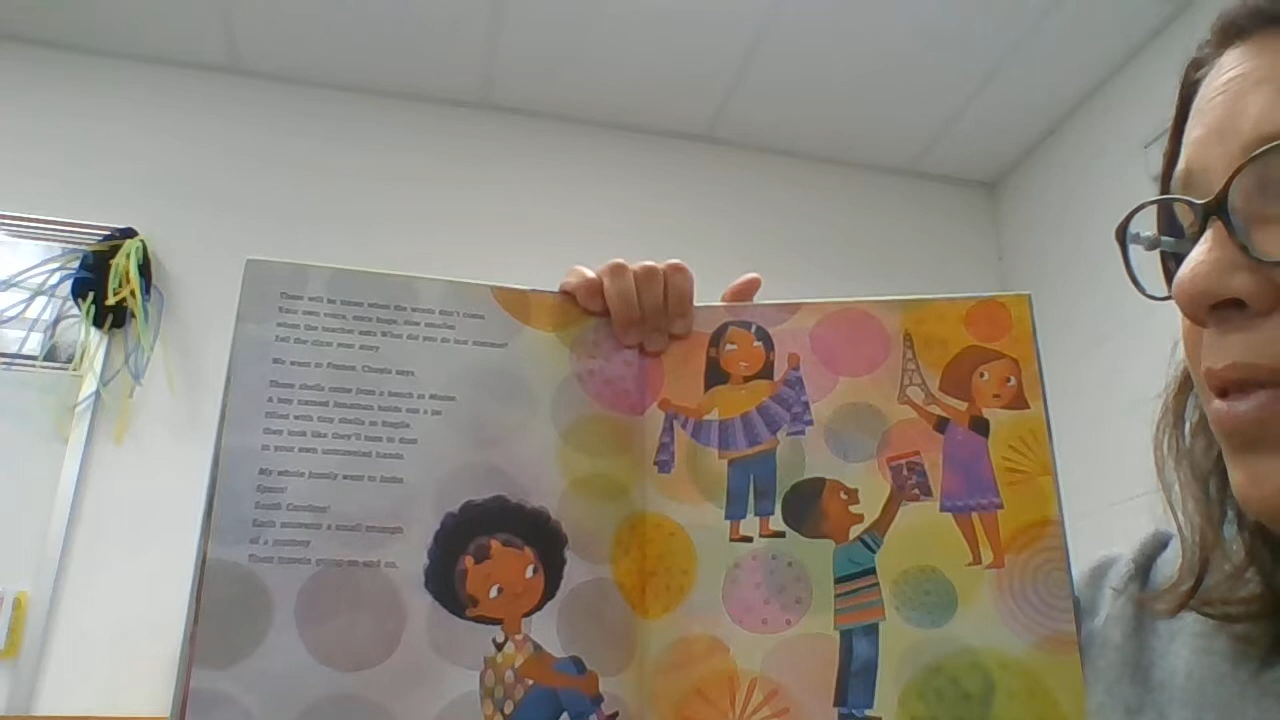 There will be times when the words don't come.
Your own voice, once huge, now smaller
when the teacher asks What did you do last summer?
Tell the class your story.
We went to France, Chayla says.
These shells came from a beach in Maine.
A boy named Jonathan holds out a jar
filled with tiny shells so fragile,
they look like they'll turn to dust
in your own untraveled hands.
My whole family went to India.
Spain!
South Carolina!
Each souvenir a small enough
of a journey
Their travels going on and on.